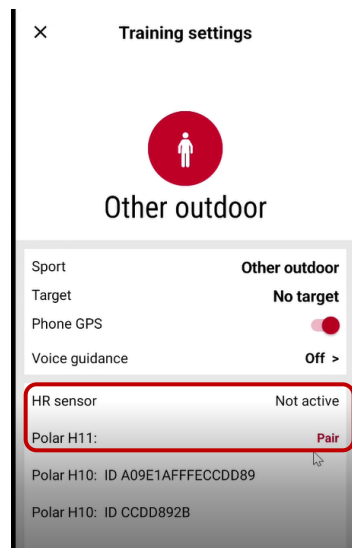 × Training settings
Other outdoor
Sport Other outdoor
Target No target
Phone GPS
Voice guidance Off >
HR sensor Not active
Polar H11: Pair
Polar H10: ID A09E1AFFFECCDD89
Polar H10: ID CCDD892B